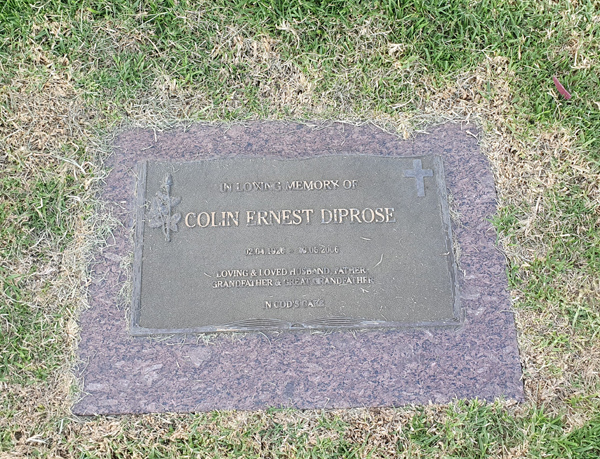 IN LOVING MEMORY OF
COLIN ERNEST DIPROSE
LOVING & LOVED HUSBAND, FATHER,
GRANDFATHER & GREAT GRANDFATHER
IN GOD'S CARE